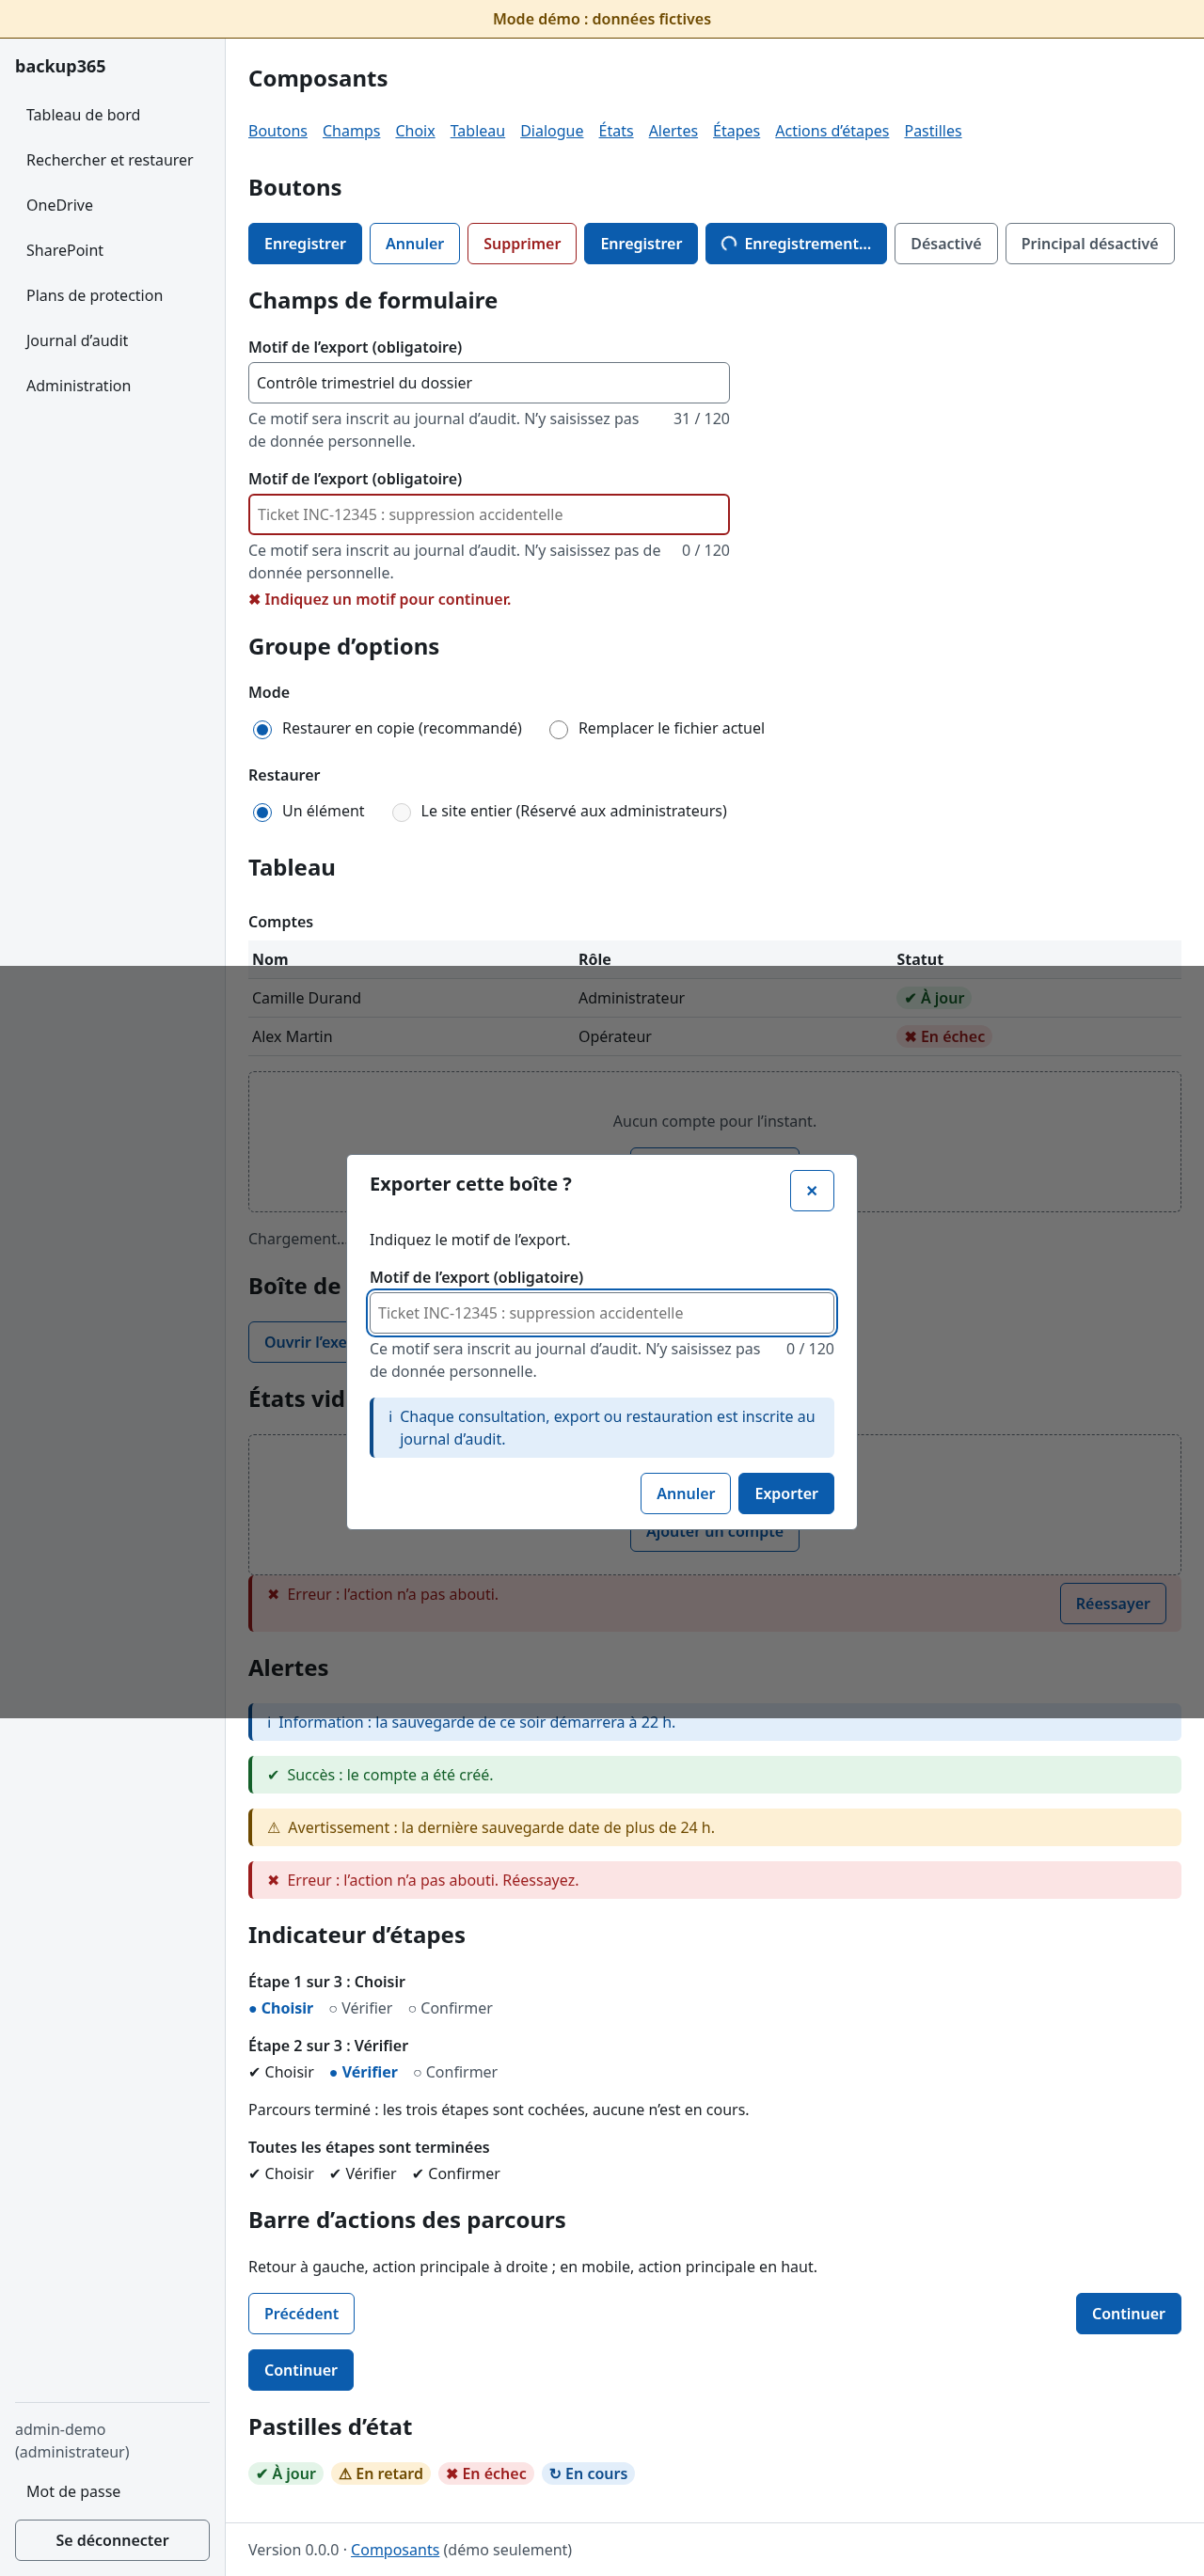 Mode démo : données fictives
backup365
Tableau de bord
Rechercher et restaurer
OneDrive
SharePoint
Plans de protection
Journal d’audit
Administration
Composants
Boutons Champs Choix Tableau Dialogue États Alertes Étapes Actions d’étapes Pastilles
Boutons
Enregistrer Annuler Supprimer Enregistrer Enregistrement… Désactivé Principal désactivé
Champs de formulaire
Motif de l’export (obligatoire)
Contrôle trimestriel du dossier
Ce motif sera inscrit au journal d’audit. N’y saisissez pas 31 / 120
de donnée personnelle.
Motif de l’export (obligatoire)
Ticket INC-12345 : suppression accidentelle
Ce motif sera inscrit au journal d’audit. N’y saisissez pas de 0 / 120
donnée personnelle.
✖ Indiquez un motif pour continuer.
Groupe d’options
Mode
Restaurer en copie (recommandé) Remplacer le fichier actuel
Restaurer
Un élément Le site entier (Réservé aux administrateurs)
Tableau
Comptes
Nom Rôle Statut
Camille Durand Administrateur ✔ À jour
Alex Martin Opérateur ✖ En échec
Aucun compte pour l’instant.
Chargement…
Boîte de
Ouvrir l’exe
États vid
Exporter cette boîte ?
×
Indiquez le motif de l’export.
Motif de l’export (obligatoire)
Ticket INC-12345 : suppression accidentelle
Ce motif sera inscrit au journal d’audit. N’y saisissez pas 0 / 120
de donnée personnelle.
i Chaque consultation, export ou restauration est inscrite au
journal d’audit.
Annuler Exporter
Ajouter un compte
✖ Erreur : l’action n’a pas abouti. Réessayer
Alertes
i Information : la sauvegarde de ce soir démarrera à 22 h.
✔ Succès : le compte a été créé.
⚠ Avertissement : la dernière sauvegarde date de plus de 24 h.
✖ Erreur : l’action n’a pas abouti. Réessayez.
Indicateur d’étapes
Étape 1 sur 3 : Choisir
● Choisir ○ Vérifier ○ Confirmer
Étape 2 sur 3 : Vérifier
✔ Choisir ● Vérifier ○ Confirmer
Parcours terminé : les trois étapes sont cochées, aucune n’est en cours.
Toutes les étapes sont terminées
✔ Choisir ✔ Vérifier ✔ Confirmer
Barre d’actions des parcours
Retour à gauche, action principale à droite ; en mobile, action principale en haut.
Précédent Continuer
Continuer
Pastilles d’état
✔ À jour ⚠ En retard ✖ En échec ↻ En cours
admin-demo
(administrateur)
Mot de passe
Se déconnecter
Version 0.0.0 · Composants (démo seulement)